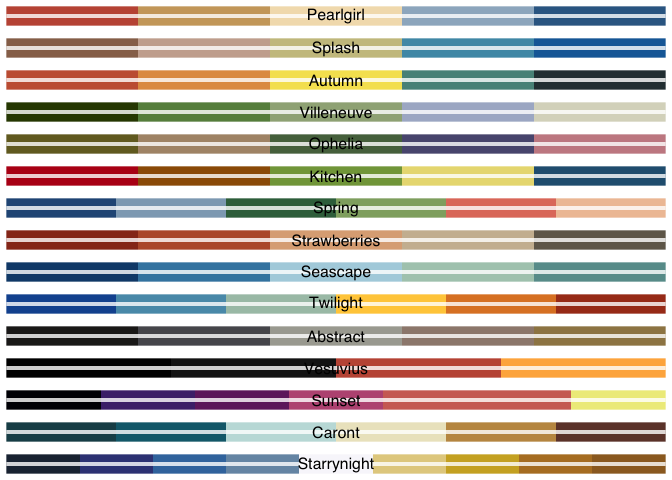 Pearlgirl
Splash
Autumn
Villeneuve
Ophelia
Kitchen
Spring
Strawberries
Seascape
Twilight
Abstract
Vesuvius
Sunset
Caront
Starrynight